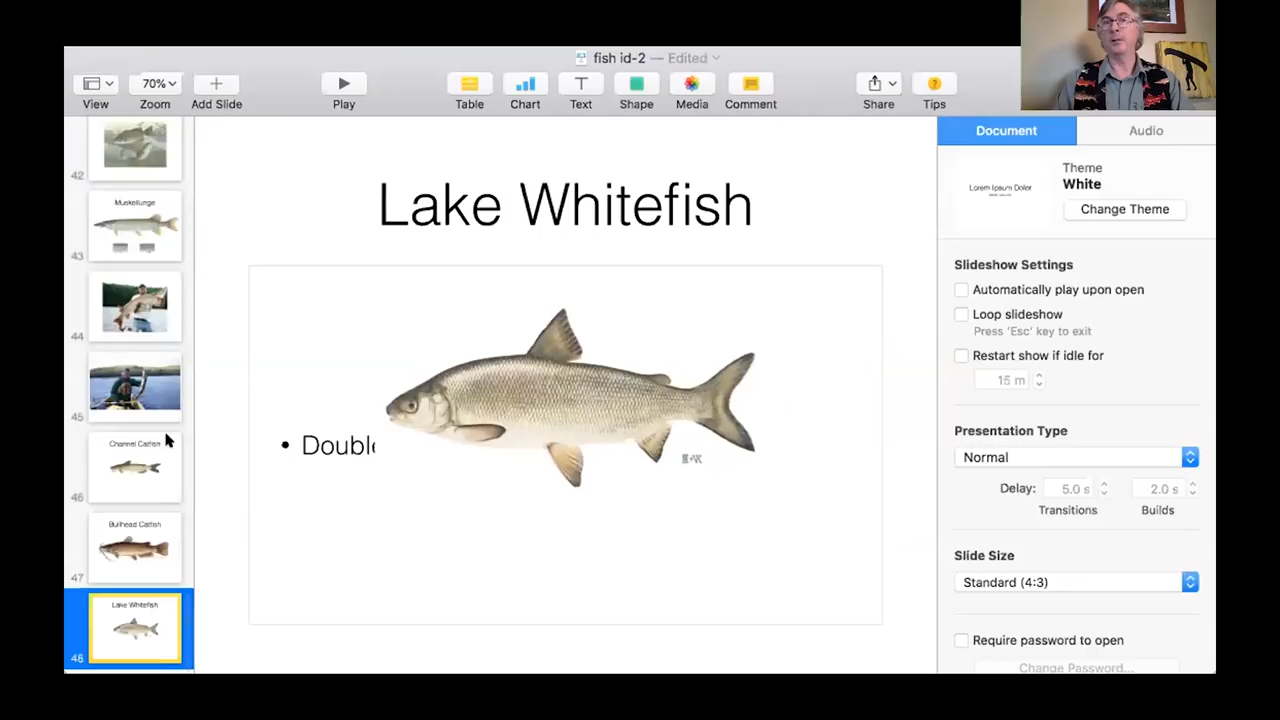 fish id-2 — Edited
70%
View
Zoom
Add Slide
Play
Table
Chart
Text
Shape
Media
Comment
Share
Tips
42
Muskellunge
43
44
45
Channel Catfish
46
Bullhead Catfish
47
Lake Whitefish
48
Lake Whitefish
• Double
Document
Audio
Lorem Ipsum Dolor
Theme
White
Change Theme
Slideshow Settings
Automatically play upon open
Loop slideshow
Press 'Esc' key to exit
Restart show if idle for
15 m
Presentation Type
Normal
Delay:
5.0 s
2.0 s
Transitions
Builds
Slide Size
Standard (4:3)
Require password to open
Change Password...